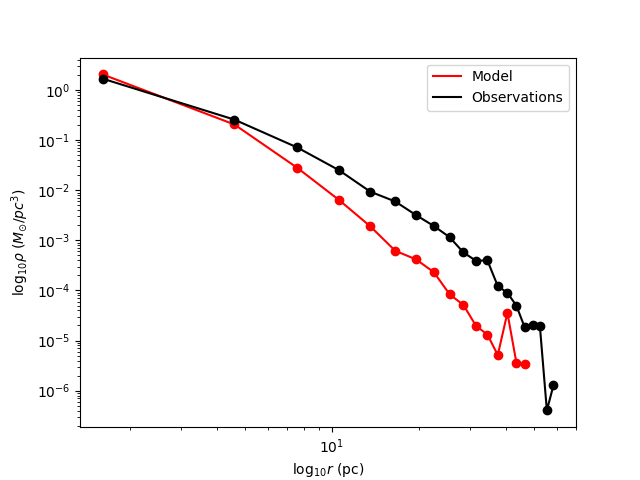 Model
Observations
10⁰
10⁻¹
10⁻²
10⁻³
10⁻⁴
10⁻⁵
10⁻⁶
log₁₀ρ (M☉/pc³)
10¹
log₁₀r (pc)